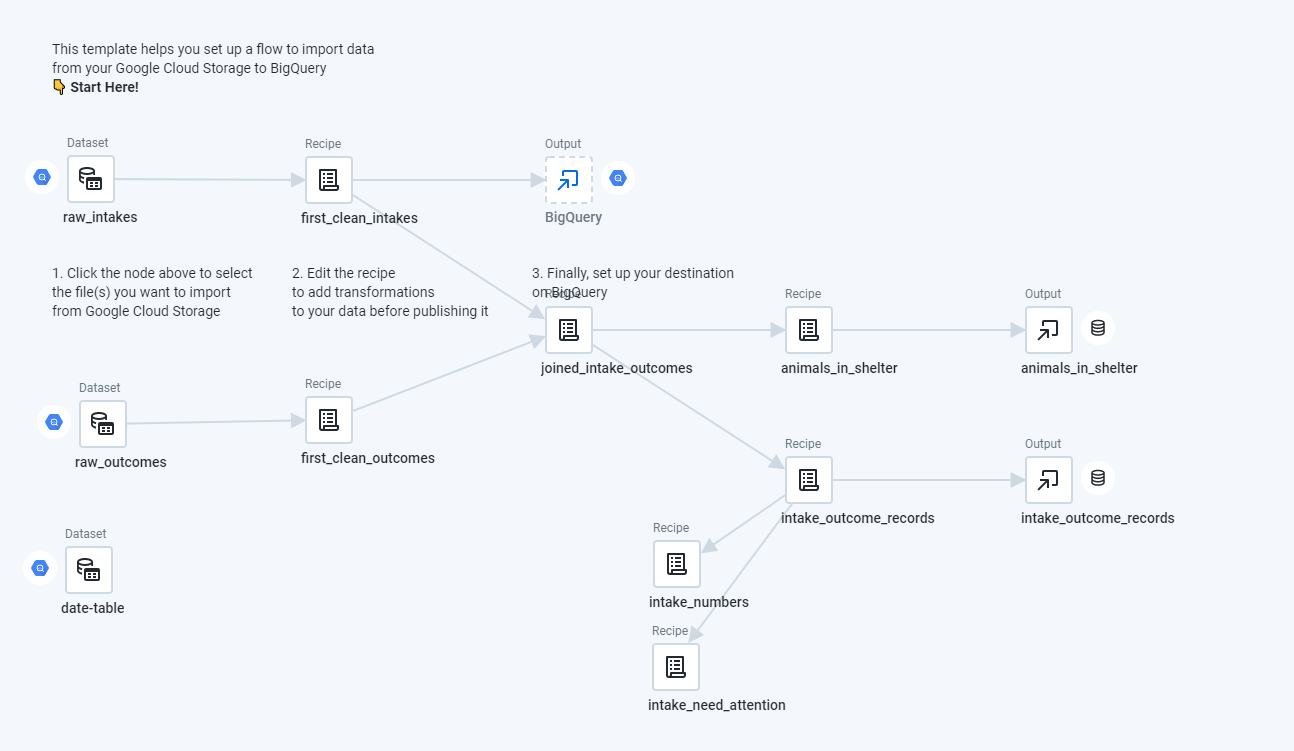 This template helps you set up a flow to import data
from your Google Cloud Storage to BigQuery
👇 Start Here!
Dataset
raw_intakes
Recipe
first_clean_intakes
Output
BigQuery
1. Click the node above to select
the file(s) you want to import
from Google Cloud Storage
2. Edit the recipe
to add transformations
to your data before publishing it
3. Finally, set up your destination
on BigQuery
Recipe
joined_intake_outcomes
Recipe
animals_in_shelter
Output
animals_in_shelter
Dataset
raw_outcomes
Recipe
first_clean_outcomes
Recipe
intake_outcome_records
Output
intake_outcome_records
Dataset
date-table
Recipe
intake_numbers
Recipe
intake_need_attention